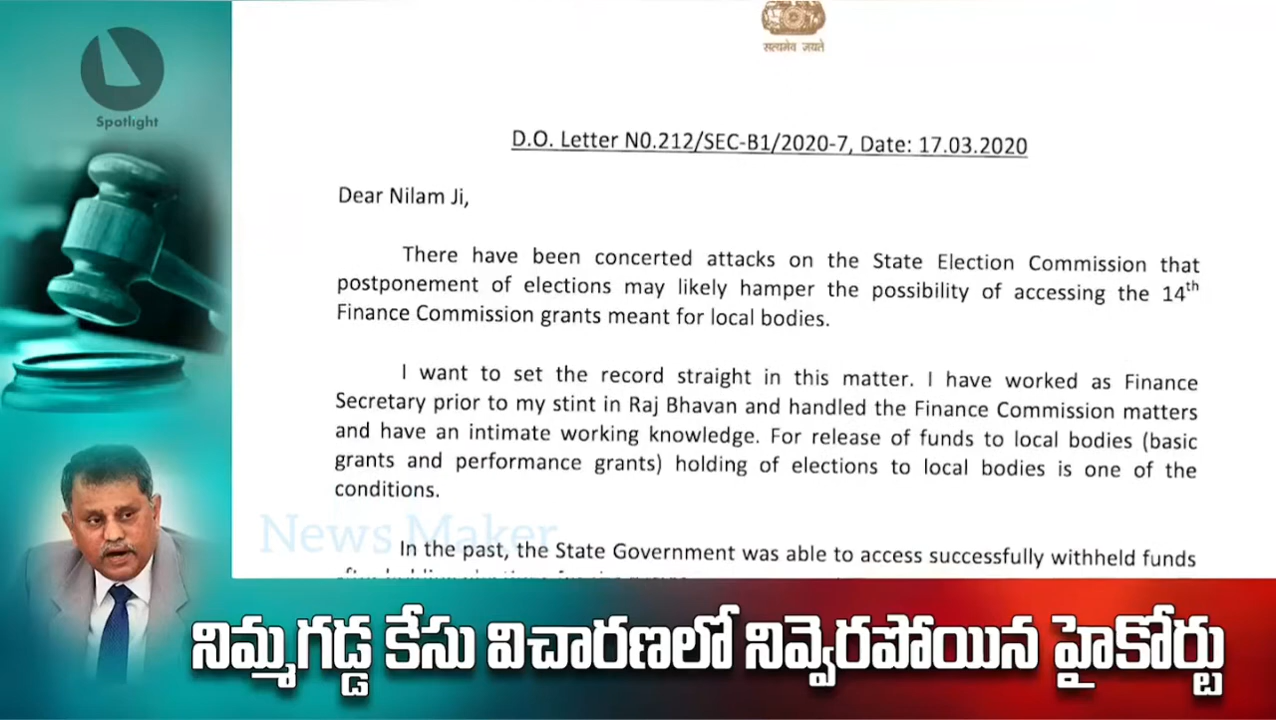 सत्यमेव जयते
Spotlight
D.O. Letter N0.212/SEC-B1/2020-7, Date: 17.03.2020
Dear Nilam Ji,
There have been concerted attacks on the State Election Commission that
postponement of elections may likely hamper the possibility of accessing the 14th
Finance Commission grants meant for local bodies.
I want to set the record straight in this matter. I have worked as Finance
Secretary prior to my stint in Raj Bhavan and handled the Finance Commission matters
and have an intimate working knowledge. For release of funds to local bodies (basic
grants and performance grants) holding of elections to local bodies is one of the
conditions.
News Maker
In the past, the State Government was able to access successfully withheld funds
నిమ్మగడ్డ కేసు విచారణలో నివ్వెరపోయిన హైకోర్టు